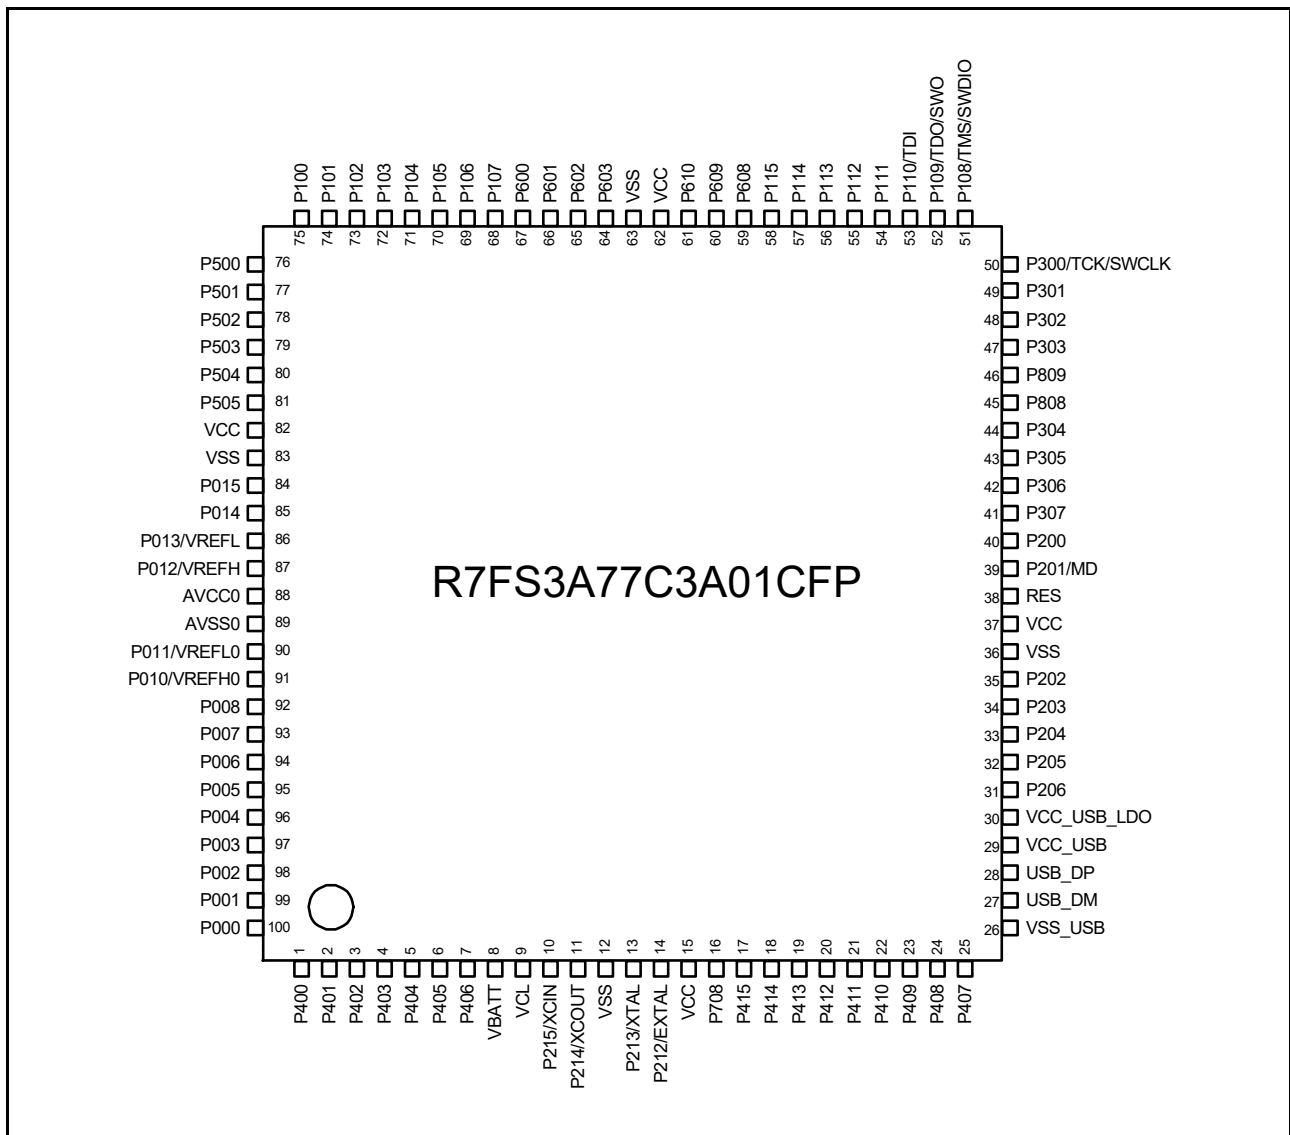 P100
P101
P102
P103
P104
P105
P106
P107
P600
P601
P602
P603
VSS
VCC
P610
P609
P608
P115
P114
P113
P112
P111
P110/TDI
P109/TDO/SWO
P108/TMS/SWDIO
75
74
73
72
71
70
69
68
67
66
65
64
63
62
61
60
59
58
57
56
55
54
53
52
51
P500 76
P501 77
P502 78
P503 79
P504 80
P505 81
VCC 82
VSS 83
P015 84
P014 85
P013/VREFL 86
P012/VREFH 87
AVCC0 88
AVSS0 89
P011/VREFL0 90
P010/VREFH0 91
P008 92
P007 93
P006 94
P005 95
P004 96
P003 97
P002 98
P001 99
P000 100
R7FS3A77C3A01CFP
50 P300/TCK/SWCLK
49 P301
48 P302
47 P303
46 P809
45 P808
44 P304
43 P305
42 P306
41 P307
40 P200
39 P201/MD
38 RES
37 VCC
36 VSS
35 P202
34 P203
33 P204
32 P205
31 P206
30 VCC_USB_LDO
29 VCC_USB
28 USB_DP
27 USB_DM
26 VSS_USB
1
2
3
4
5
6
7
8
9
10
11
12
13
14
15
16
17
18
19
20
21
22
23
24
25
P400
P401
P402
P403
P404
P405
P406
VBATT
VCL
P215/XCIN
P214/XCOUT
VSS
P213/XTAL
P212/EXTAL
VCC
P708
P415
P414
P413
P412
P411
P410
P409
P408
P407